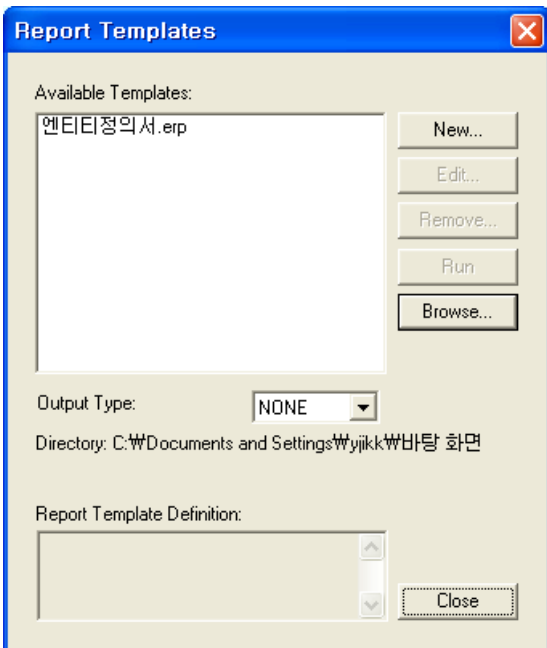 Report Templates
Available Templates:
엔티티정의서.erp
New...
Edit...
Remove...
Run
Browse...
Output Type:
NONE
Directory: C:₩Documents and Settings₩yjikk₩바탕 화면
Report Template Definition:
Close